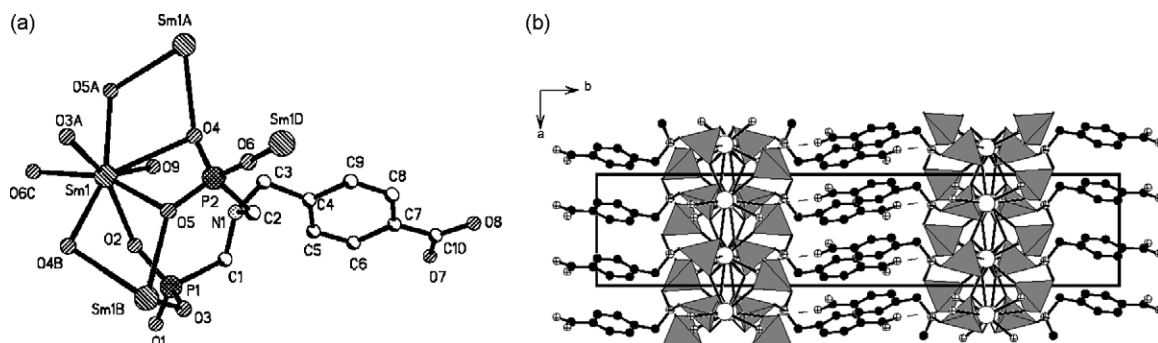 (a)
Sm1A
O5A
O3A
O4
O6
Sm1D
O9
O6C
Sm1
P2
C3
C9
C8
C4
O5
N1
C2
C7
O8
O2
C5
C6
C10
O4B
C1
O7
P1
Sm1B
O3
O1
(b)
b
a